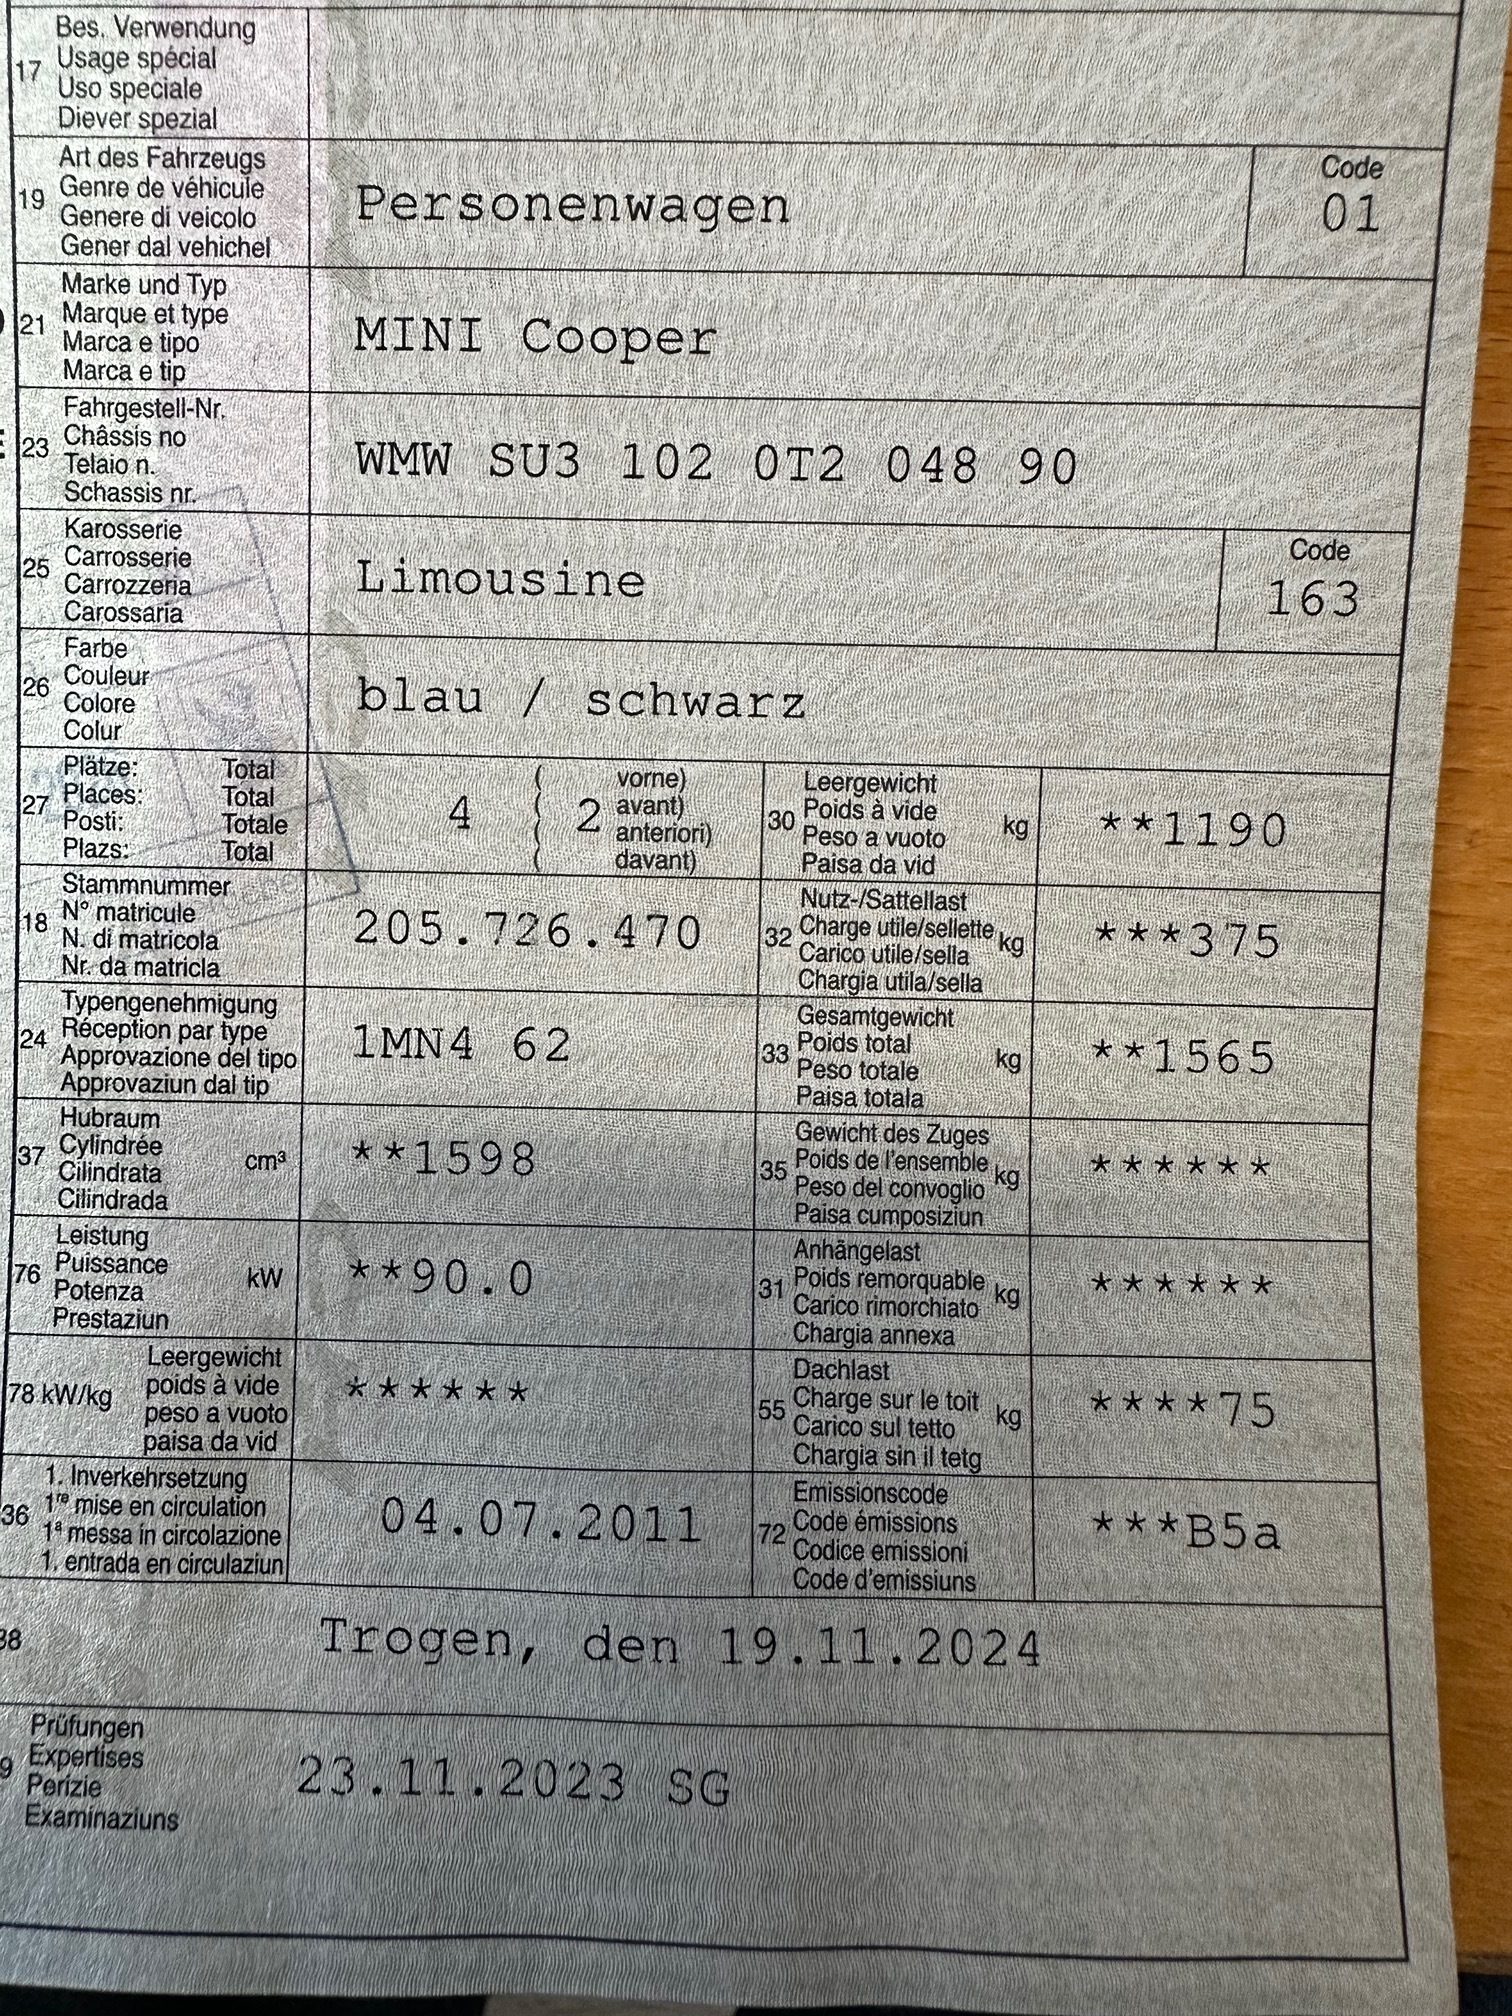 17 Bes. Verwendung
Usage spécial
Uso speciale
Diever spezial
19 Art des Fahrzeugs
Genre de véhicule
Genere di veicolo
Gener dal vehichel
Personenwagen
Code
01
21 Marke und Typ
Marque et type
Marca e tipo
Marca e tip
MINI Cooper
23 Fahrgestell-Nr.
Châssis no
Telaio n.
Schassis nr.
WMW SU3 102 0T2 048 90
25 Karosserie
Carrosserie
Carrozzeria
Carossaria
Limousine
Code
163
26 Farbe
Couleur
Colore
Colur
blau / schwarz
27 Plätze: Total
Places: Total
Posti: Totale
Plazs: Total
4 ( 2 vorne)
{ avant)
{ anteriori)
( davant)
30 Leergewicht
Poids à vide
Peso a vuoto
Paisa da vid
kg
**1190
18 Stammnummer
N° matricule
N. di matricola
Nr. da matricla
205.726.470
32 Nutz-/Sattellast
Charge utile/sellette
Carico utile/sella
Chargia utila/sella
kg
***375
24 Typengenehmigung
Réception par type
Approvazione del tipo
Approvaziun dal tip
1MN4 62
33 Gesamtgewicht
Poids total
Peso totale
Paisa totala
kg
**1565
37 Hubraum
Cylindrée
Cilindrata
Cilindrada
cm³
**1598
35 Gewicht des Zuges
Poids de l'ensemble
Peso del convoglio
Paisa cumposiziun
kg
******
76 Leistung
Puissance
Potenza
Prestaziun
kW
**90.0
31 Anhängelast
Poids remorquable
Carico rimorchiato
Chargia annexa
kg
******
78 kW/kg
Leergewicht
poids à vide
peso a vuoto
paisa da vid
******
55 Dachlast
Charge sur le toit
Carico sul tetto
Chargia sin il tetg
kg
****75
36 1. Inverkehrsetzung
1re mise en circulation
1ª messa in circolazione
1. entrada en circulaziun
04.07.2011
72 Emissionscode
Code émissions
Codice emissioni
Code d'emissiuns
***B5a
38
Trogen, den 19.11.2024
Prüfungen
9 Expertises
Perizie
Examinaziuns
23.11.2023 SG